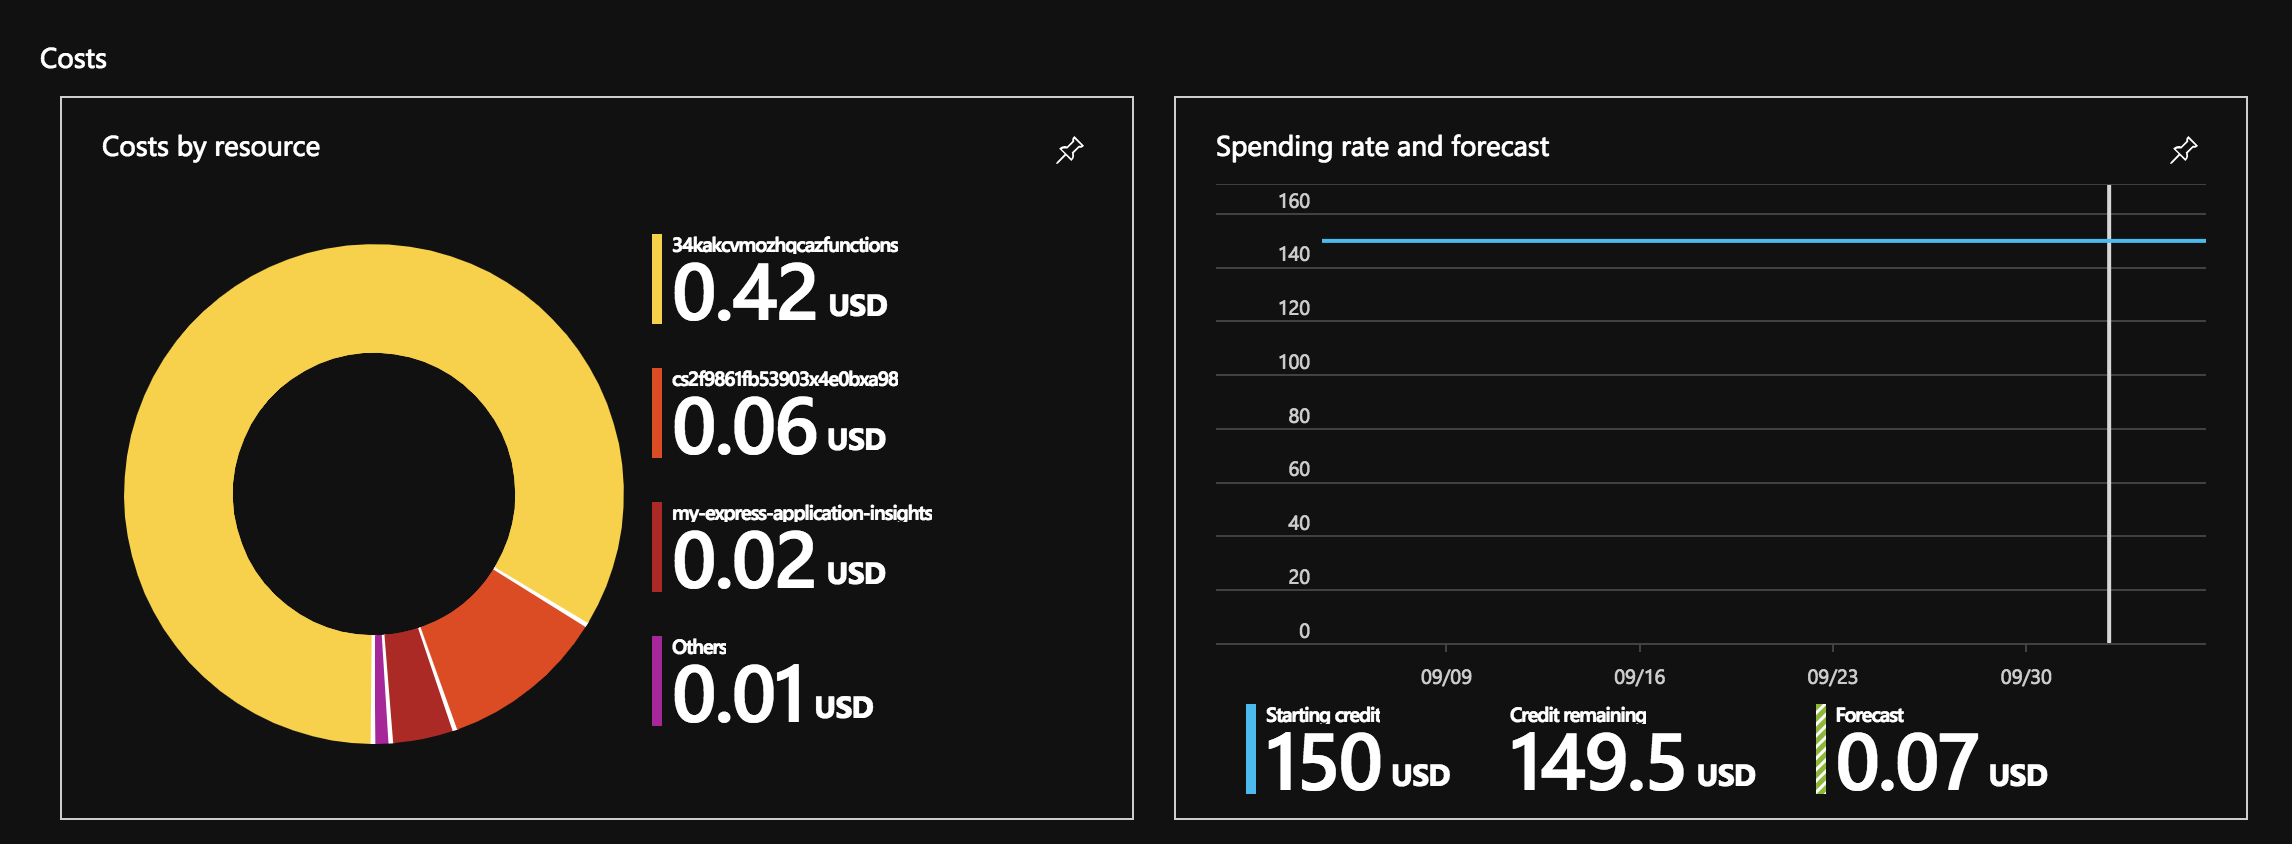 Costs
Costs by resource
34kakcvmozhqcazfunctions
0.42 USD
cs2f9861fb53903x4e0bxa98
0.06 USD
my-express-application-insights
0.02 USD
Others
0.01 USD
Spending rate and forecast
160
140
120
100
80
60
40
20
0
09/09 09/16 09/23 09/30
Starting credit
150 USD
Credit remaining
149.5 USD
Forecast
0.07 USD